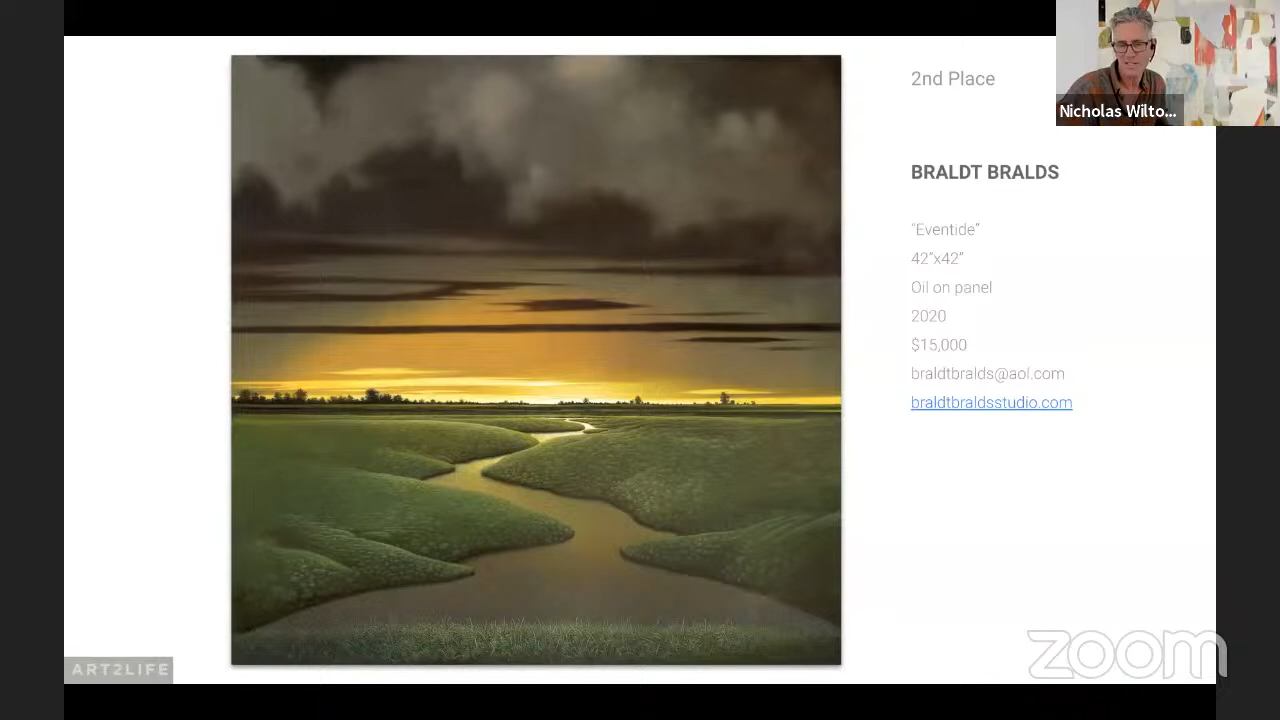 2nd Place
Nicholas Wilto...
BRALDT BRALDS
“Eventide”
42”x42”
Oil on panel
2020
$15,000
braldtbralds@aol.com
braldtbraldsstudio.com
ART2LIFE
zoom